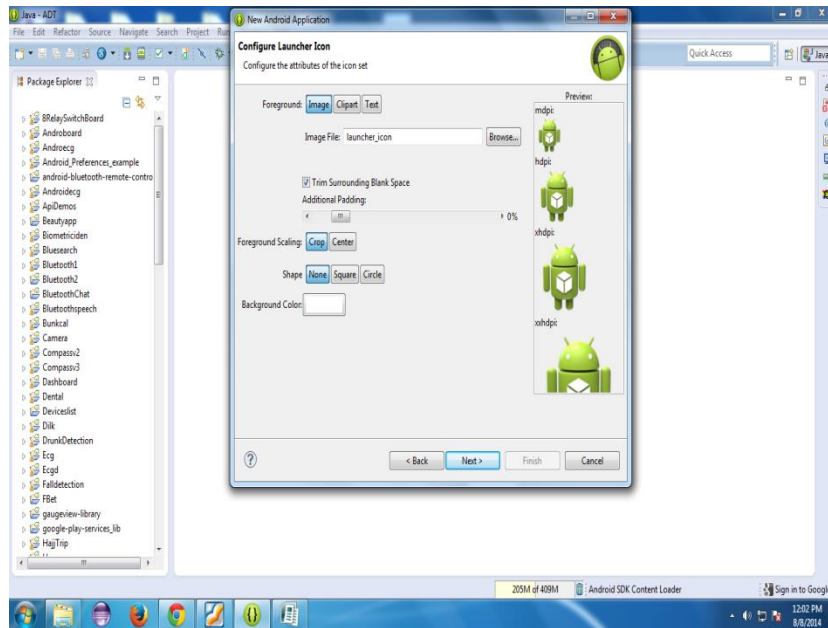 Java - ADT
File Edit Refactor Source Navigate Search Project Run
Quick Access
Java
Package Explorer
8RelaySwitchBoard
Androboard
Androecg
Android_Preferences_example
android-bluetooth-remote-contro
Androidecg
ApiDemos
Beautyapp
Biometriciden
Bluesearch
Bluetooth1
Bluetooth2
BluetoothChat
Bluetoothspeech
Bunkcal
Camera
Compassv2
Compassv3
Dashboard
Dental
Deviceslist
Dilk
DrunkDetection
Ecg
Ecgd
Falldetection
FBet
gaugeview-library
google-play-services_lib
HajjTrip
New Android Application
Configure Launcher Icon
Configure the attributes of the icon set
Foreground: Image Clipart Text
Image File: launcher_icon Browse...
Trim Surrounding Blank Space
Additional Padding:
0%
Foreground Scaling: Crop Center
Shape None Square Circle
Background Color:
Preview:
mdpi:
hdpi:
xhdpi:
xxhdpi:
< Back Next > Finish Cancel
205M of 409M Android SDK Content Loader Sign in to Googl
12:02 PM
8/8/2014